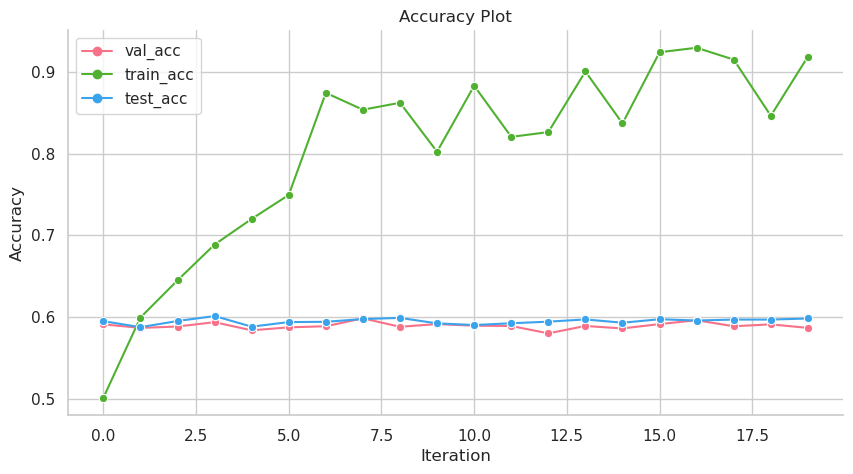 Accuracy Plot
val_acc
train_acc
test_acc
0.9
0.8
0.7
0.6
0.5
Accuracy
0.0 2.5 5.0 7.5 10.0 12.5 15.0 17.5
Iteration